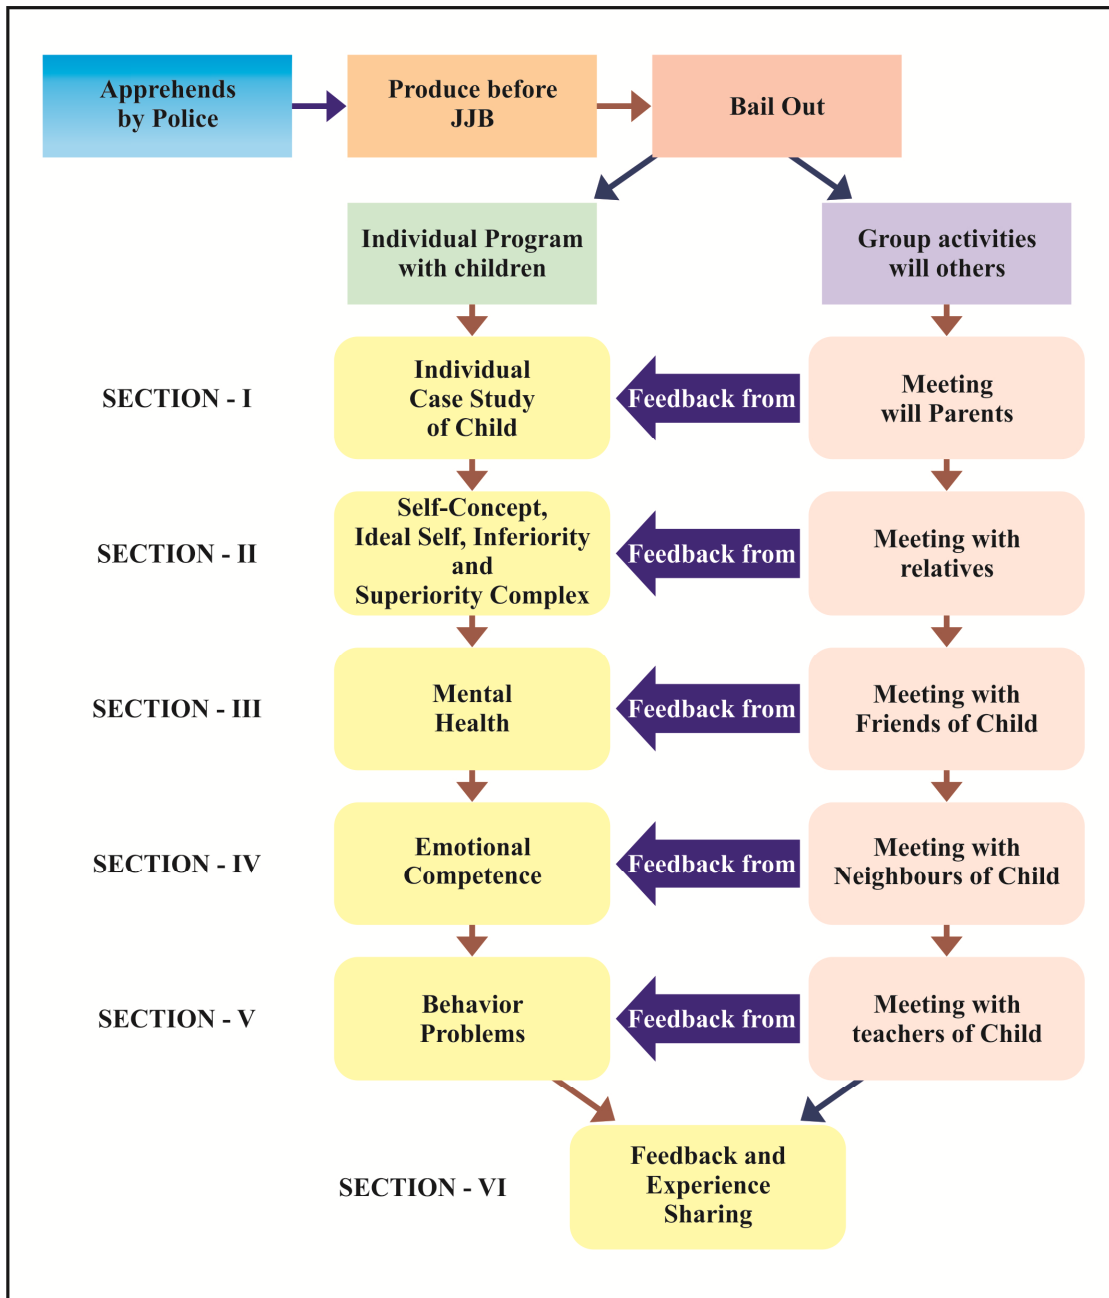 Apprehends
by Police
Produce before
JJB
Bail Out
Individual Program
with children
Group activities
will others
SECTION - I
Individual
Case Study
of Child
Feedback from
Meeting
will Parents
SECTION - II
Self-Concept,
Ideal Self, Inferiority
and
Superiority Complex
Feedback from
Meeting with
relatives
SECTION - III
Mental
Health
Feedback from
Meeting with
Friends of Child
SECTION - IV
Emotional
Competence
Feedback from
Meeting with
Neighbours of Child
SECTION - V
Behavior
Problems
Feedback from
Meeting with
teachers of Child
SECTION - VI
Feedback and
Experience
Sharing